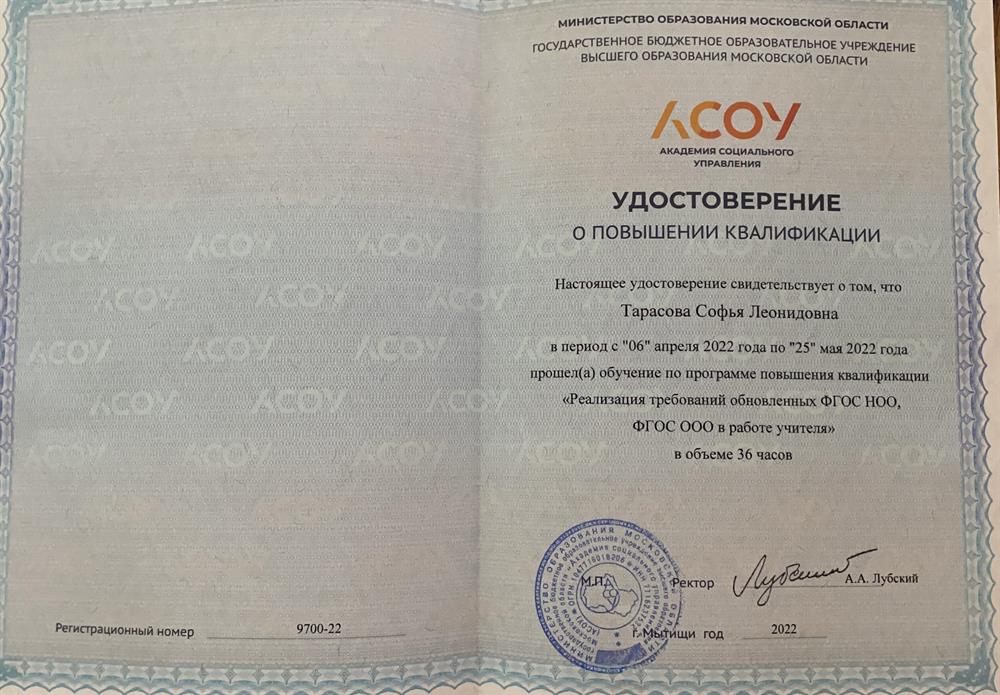 МИНИСТЕРСТВО ОБРАЗОВАНИЯ МОСКОВСКОЙ ОБЛАСТИ
ГОСУДАРСТВЕННОЕ БЮДЖЕТНОЕ ОБРАЗОВАТЕЛЬНОЕ УЧРЕЖДЕНИЕ
ВЫСШЕГО ОБРАЗОВАНИЯ МОСКОВСКОЙ ОБЛАСТИ
АСОУ
АКАДЕМИЯ СОЦИАЛЬНОГО
УПРАВЛЕНИЯ
УДОСТОВЕРЕНИЕ
О ПОВЫШЕНИИ КВАЛИФИКАЦИИ
Настоящее удостоверение свидетельствует о том, что
Тарасова Софья Леонидовна
в период с "06" апреля 2022 года по "25" мая 2022 года
прошел(а) обучение по программе повышения квалификации
«Реализация требований обновленных ФГОС НОО,
ФГОС ООО в работе учителя»
в объеме 36 часов
М.П.
Ректор А.А. Лубский
г. Мытищи год 2022
Регистрационный номер 9700-22